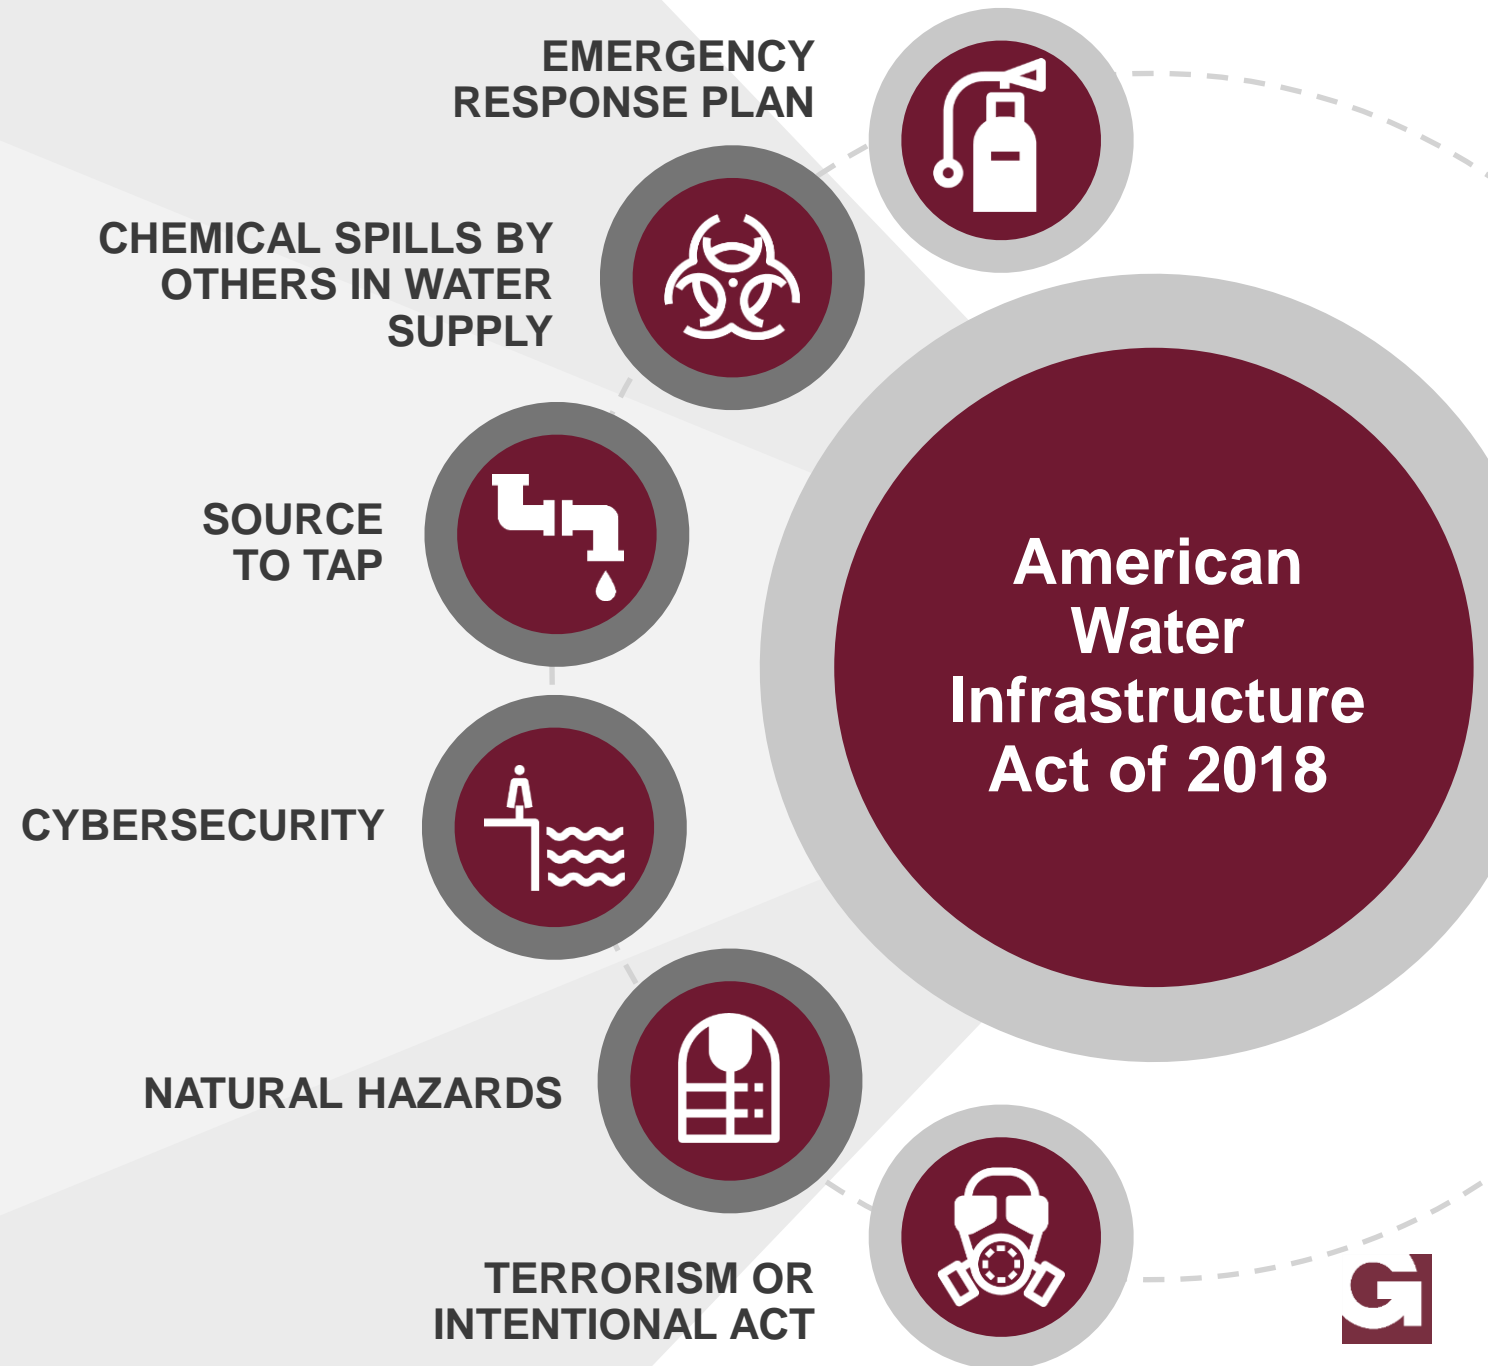 EMERGENCY
RESPONSE PLAN
CHEMICAL SPILLS BY
OTHERS IN WATER
SUPPLY
SOURCE
TO TAP
CYBERSECURITY
NATURAL HAZARDS
TERRORISM OR
INTENTIONAL ACT
American
Water
Infrastructure
Act of 2018